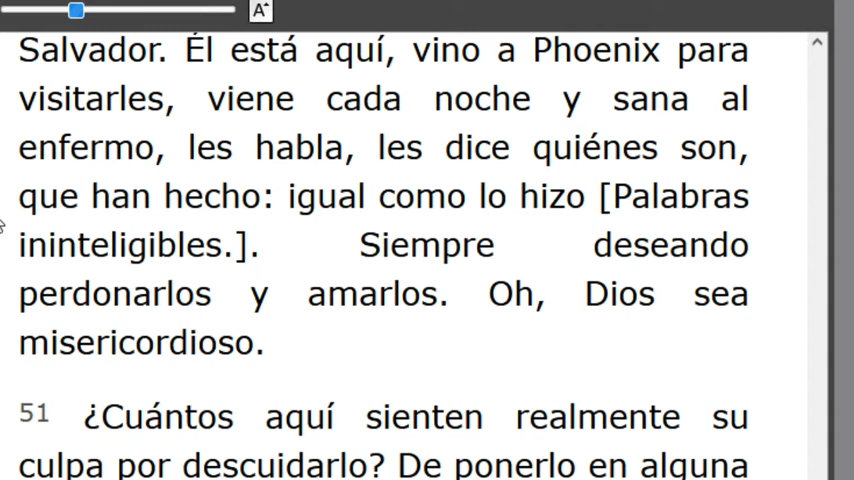 A
Salvador. Él está aquí, vino a Phoenix para
visitarles, viene cada noche y sana al
enfermo, les habla, les dice quiénes son,
que han hecho: igual como lo hizo [Palabras
ininteligibles.]. Siempre deseando
perdonarlos y amarlos. Oh, Dios sea
misericordioso.
51 ¿Cuántos aquí sienten realmente su
culpa por descuidarlo? De ponerlo en alguna